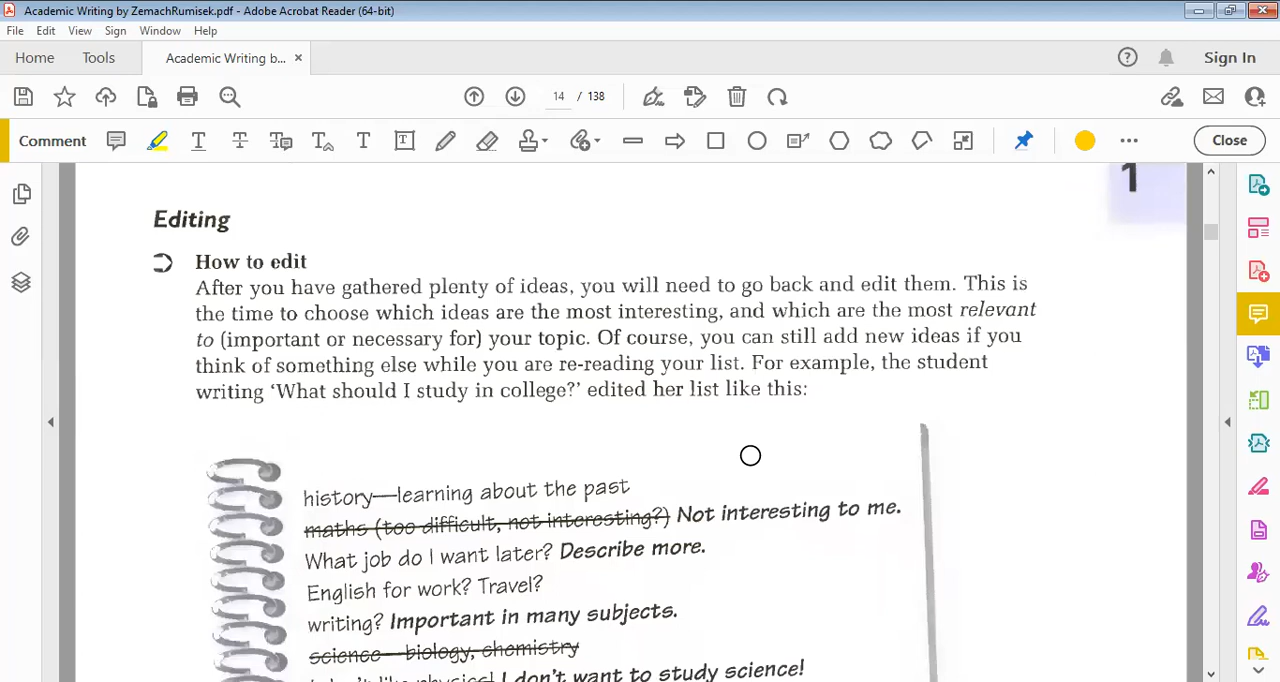 Academic Writing by ZemachRumisek.pdf - Adobe Acrobat Reader (64-bit)
File Edit View Sign Window Help
Home Tools Academic Writing b... × Sign In
14 / 138
Comment Close
1
Editing
How to edit
After you have gathered plenty of ideas, you will need to go back and edit them. This is
the time to choose which ideas are the most interesting, and which are the most relevant
to (important or necessary for) your topic. Of course, you can still add new ideas if you
think of something else while you are re-reading your list. For example, the student
writing ‘What should I study in college?’ edited her list like this:
history—learning about the past
maths (too difficult, not interesting?) Not interesting to me.
What job do I want later? Describe more.
English for work? Travel?
writing? Important in many subjects.
science—biology, chemistry
I don't want to study science!